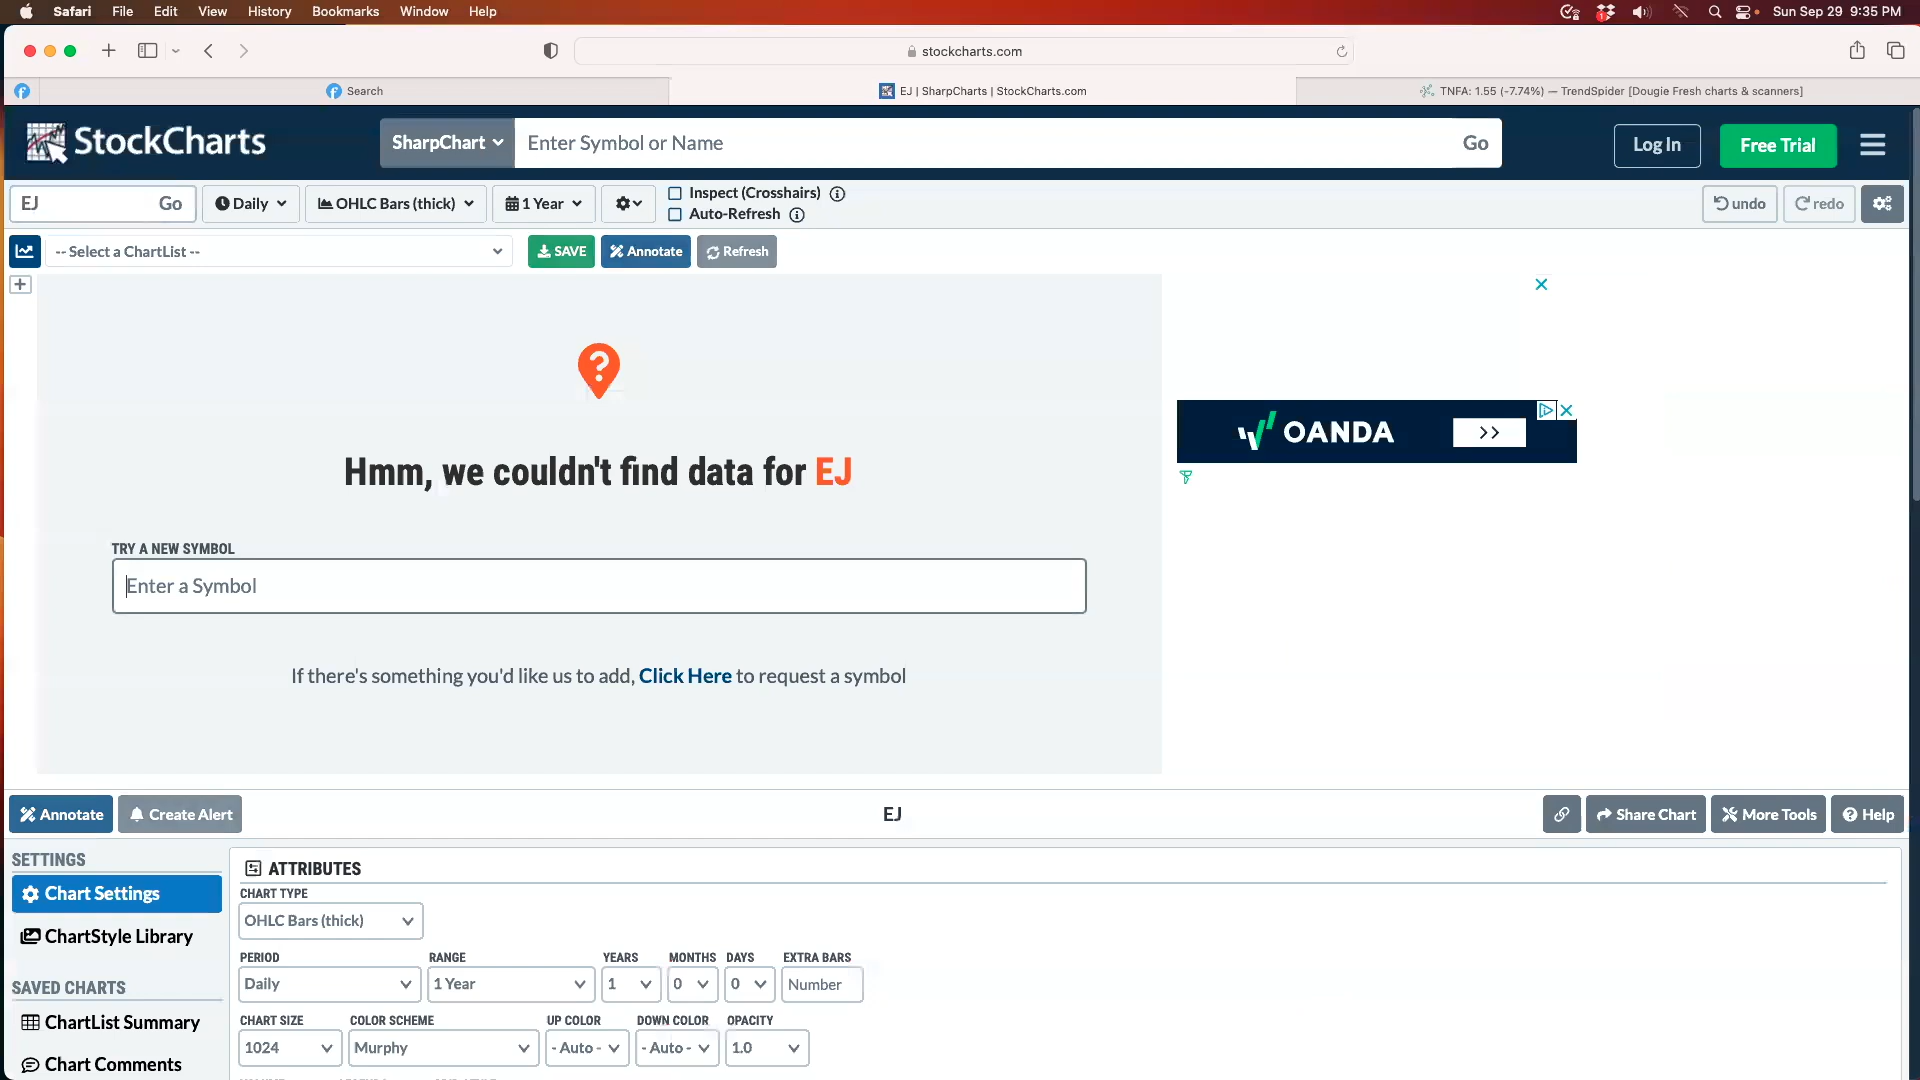 Safari File Edit View History Bookmarks Window Help Sun Sep 29 9:35 PM
stockcharts.com
Search EJ | SharpCharts | StockCharts.com TNFA: 1.55 (-7.74%) — TrendSpider [Dougie Fresh charts & scanners]
StockCharts SharpChart Enter Symbol or Name Go Log In Free Trial
EJ Go Daily OHLC Bars (thick) 1 Year Inspect (Crosshairs) undo redo
Auto-Refresh
-- Select a ChartList -- SAVE Annotate Refresh
Hmm, we couldn't find data for EJ
OANDA >>
TRY A NEW SYMBOL
Enter a Symbol
If there's something you'd like us to add, Click Here to request a symbol
Annotate Create Alert EJ Share Chart More Tools Help
SETTINGS
Chart Settings
ChartStyle Library
SAVED CHARTS
ChartList Summary
Chart Comments
ATTRIBUTES
CHART TYPE
OHLC Bars (thick)
PERIOD RANGE YEARS MONTHS DAYS EXTRA BARS
Daily 1 Year 1 0 0 Number
CHART SIZE COLOR SCHEME UP COLOR DOWN COLOR OPACITY
1024 Murphy - Auto - - Auto - 1.0